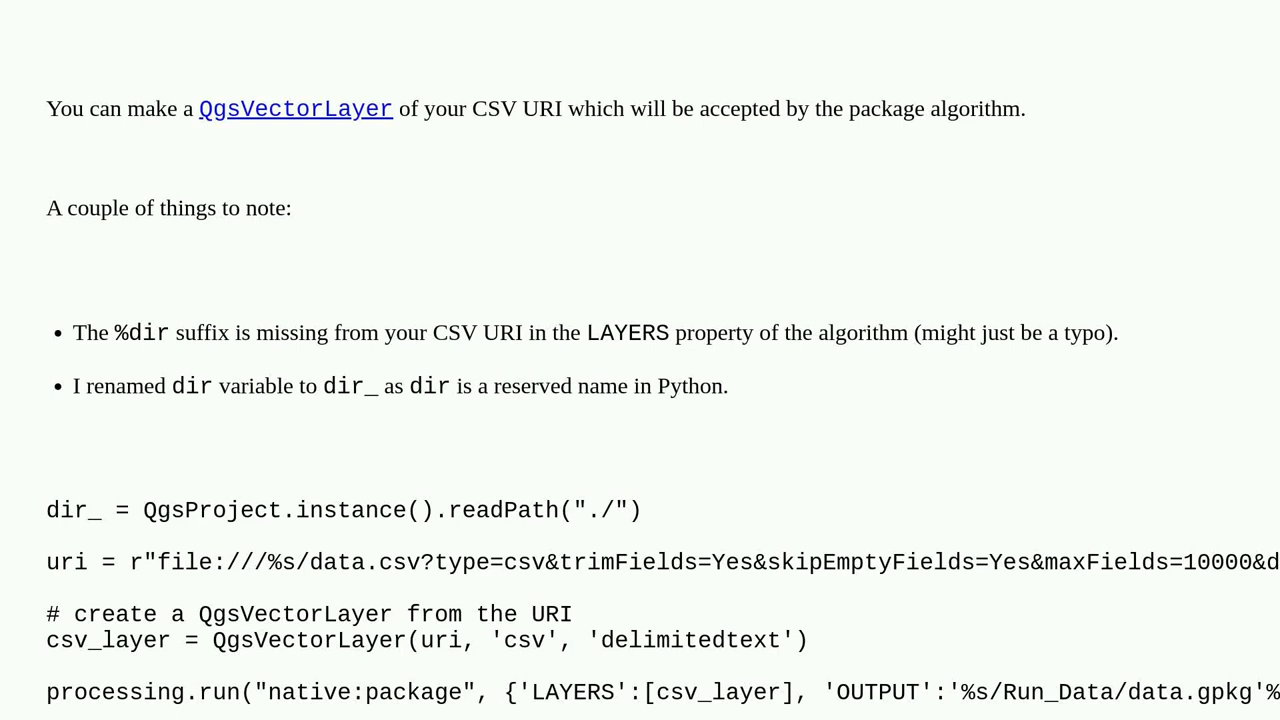 You can make a QgsVectorLayer of your CSV URI which will be accepted by the package algorithm.
A couple of things to note:
• The %dir suffix is missing from your CSV URI in the LAYERS property of the algorithm (might just be a typo).
• I renamed dir variable to dir_ as dir is a reserved name in Python.
dir_ = QgsProject.instance().readPath("./")
uri = r"file:///%s/data.csv?type=csv&trimFields=Yes&skipEmptyFields=Yes&maxFields=10000&d
# create a QgsVectorLayer from the URI
csv_layer = QgsVectorLayer(uri, 'csv', 'delimitedtext')
processing.run("native:package", {'LAYERS':[csv_layer], 'OUTPUT':'%s/Run_Data/data.gpkg'%